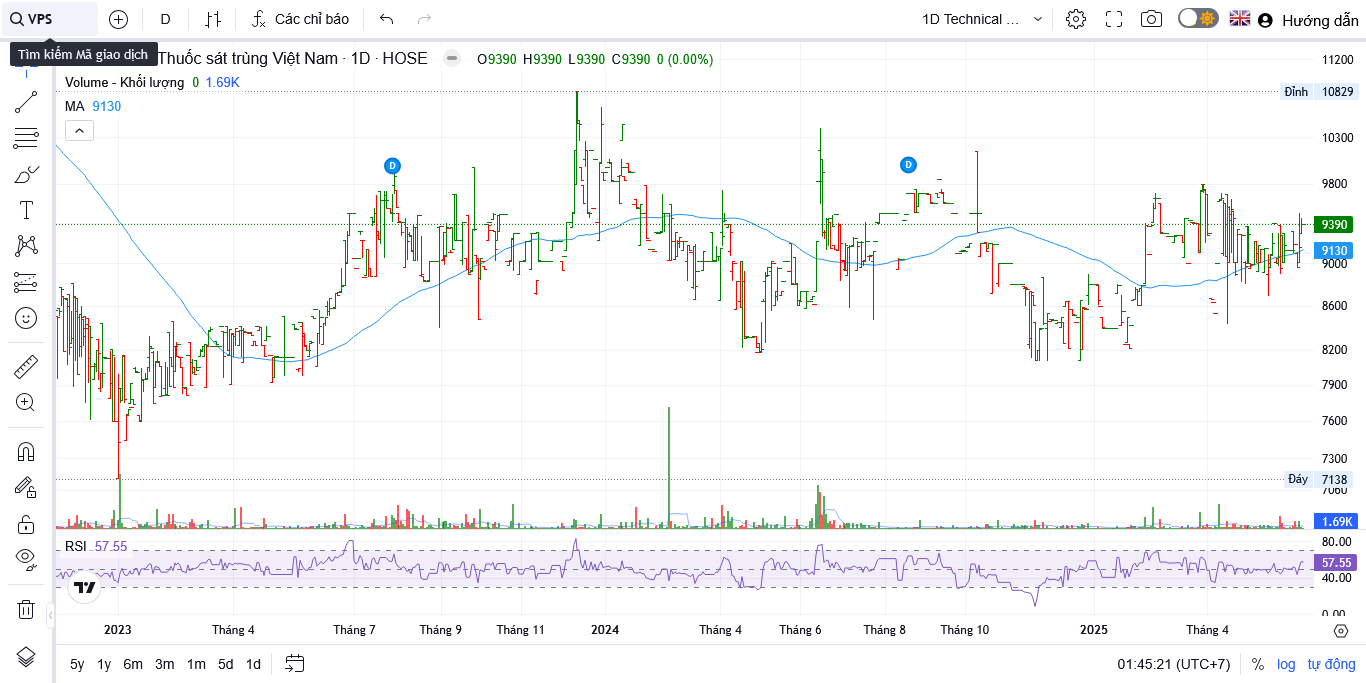 VPS
D
Các chỉ báo
1D Technical ...
Hướng dẫn
Tìm kiếm Mã giao dịch
Thuốc sát trùng Việt Nam · 1D · HOSE
O9390 H9390 L9390 C9390 0 (0.00%)
Volume - Khối lượng 0 1.69K
MA 9130
11200
Đỉnh 10829
10300
D
D
9800
9390
9130
9000
8600
8200
7900
7600
7300
Đáy 7138
7060
1.69K
RSI 57.55
80.00
57.55
40.00
0.00
2023 Tháng 4 Tháng 7 Tháng 9 Tháng 11 2024 Tháng 4 Tháng 6 Tháng 8 Tháng 10 2025 Tháng 4
5y 1y 6m 3m 1m 5d 1d
01:45:21 (UTC+7) % log tự động